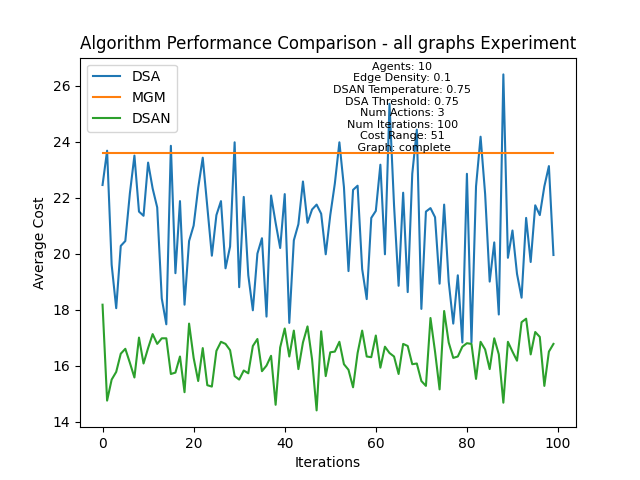 Algorithm Performance Comparison - all graphs Experiment
DSA
MGM
DSAN
Agents: 10
Edge Density: 0.1
DSAN Temperature: 0.75
DSA Threshold: 0.75
Num Actions: 3
Num Iterations: 100
Cost Range: 51
Graph: complete
Average Cost
26
24
22
20
18
16
14
0
20
40
60
80
100
Iterations